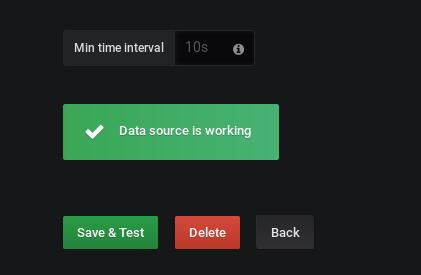 Min time interval 10s
Data source is working
Save & Test Delete Back